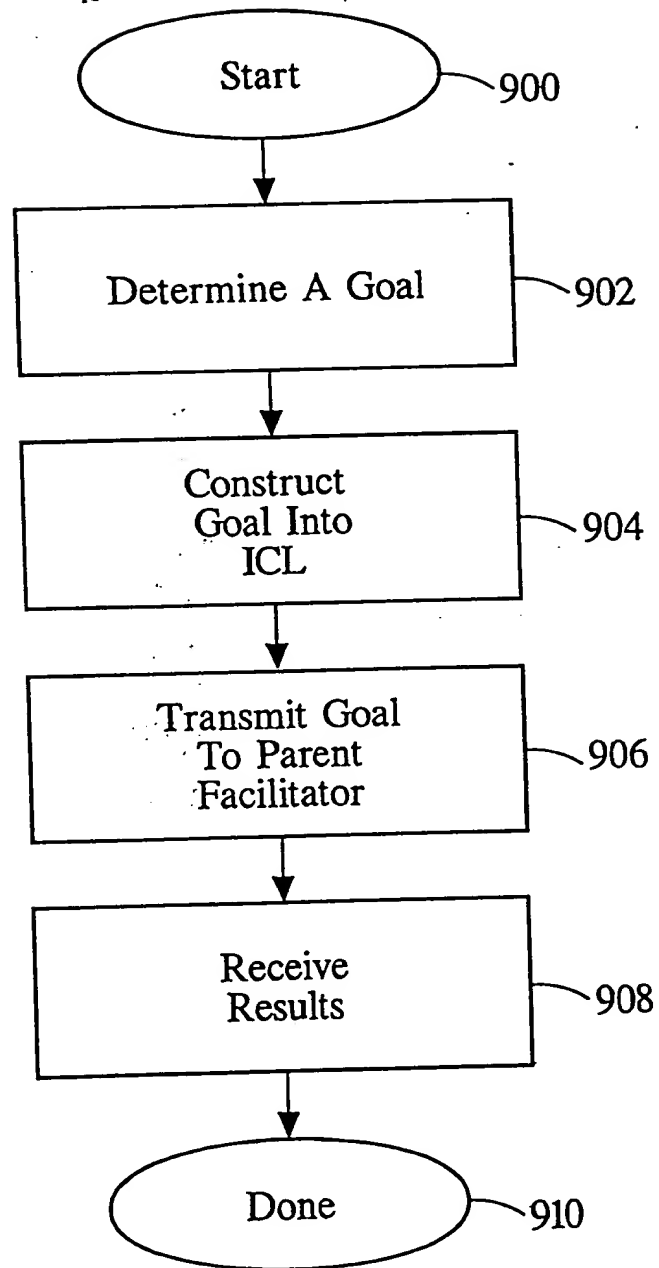 Start
900
Determine A Goal
902
Construct
Goal Into
ICL
904
Transmit Goal
To Parent
Facilitator
906
Receive
Results
908
Done
910